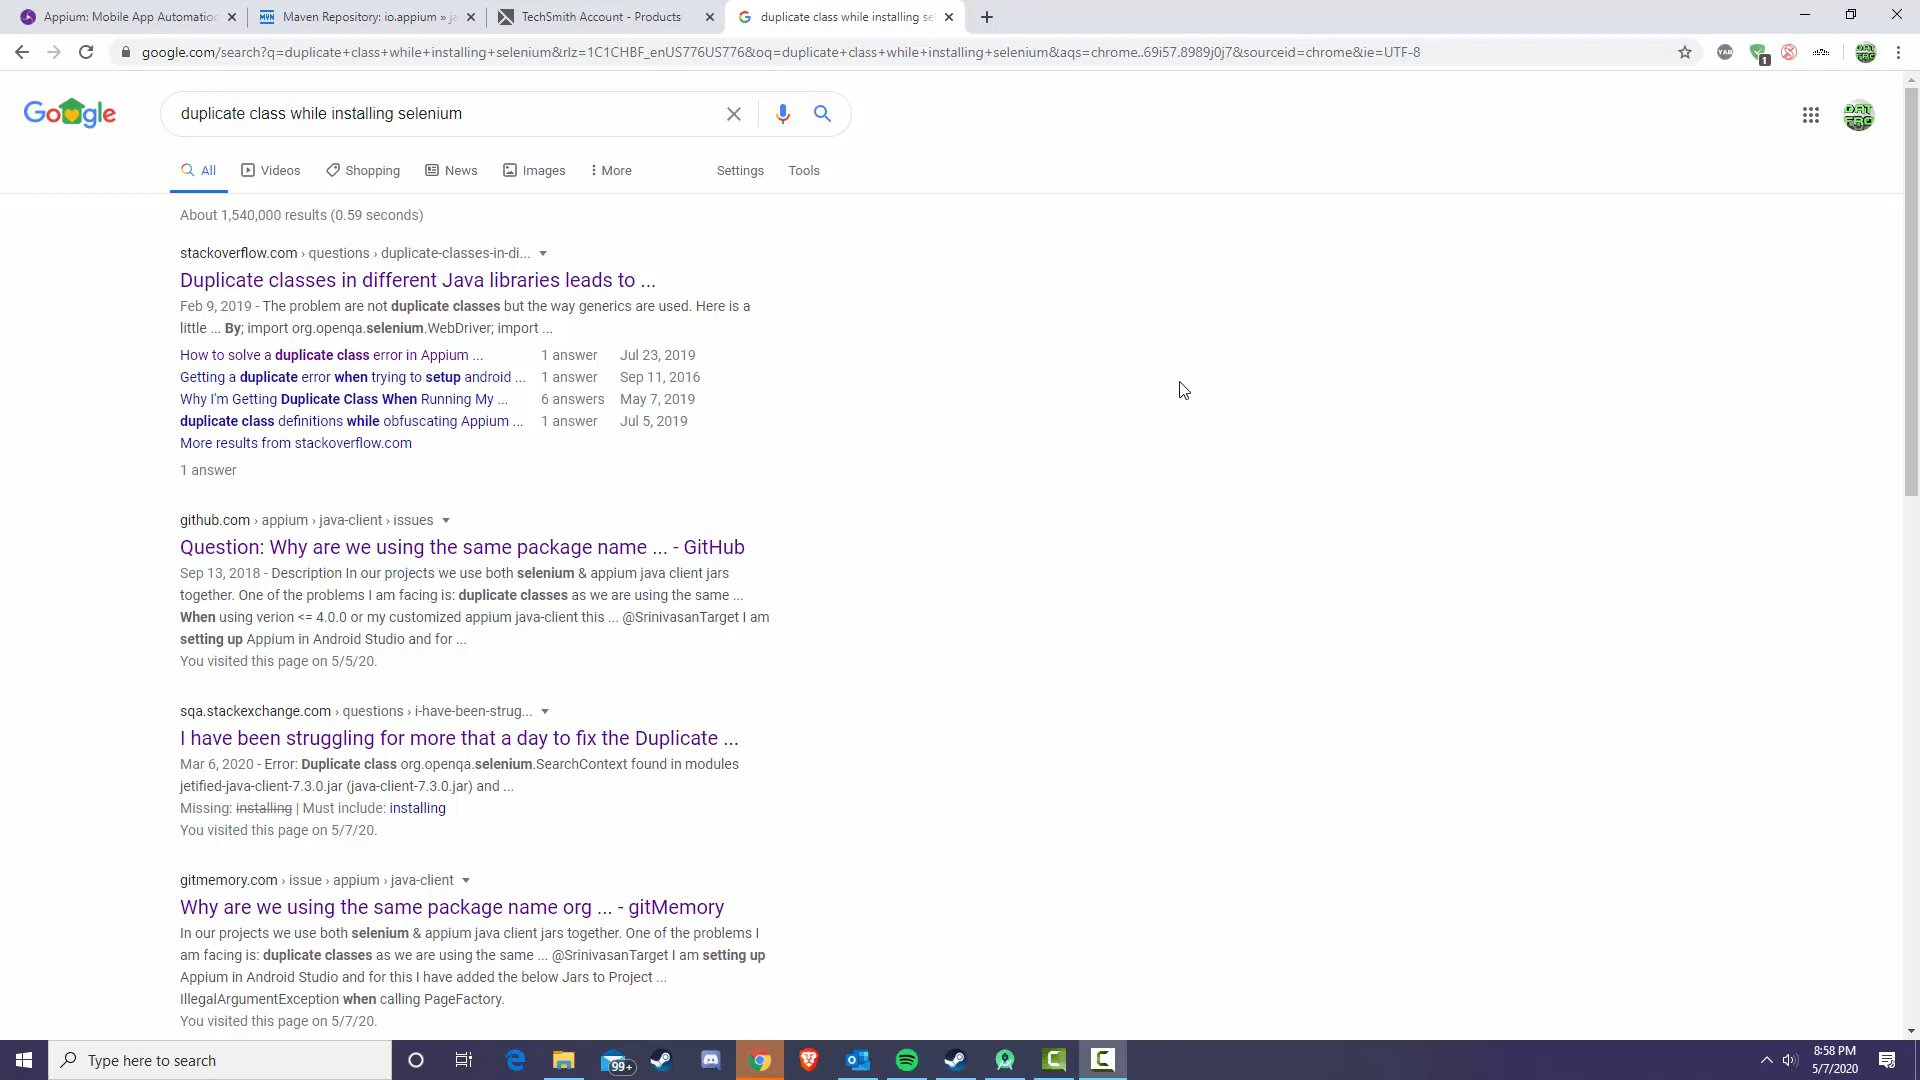 Appium: Mobile App Automatio
Maven Repository: io.appium » ja
TechSmith Account - Products
duplicate class while installing se
google.com/search?q=duplicate+class+while+installing+selenium&rlz=1C1CHBF_enUS776US776&oq=duplicate+class+while+installing+selenium&aqs=chrome..69i57.8989j0j7&sourceid=chrome&ie=UTF-8
Google
duplicate class while installing selenium
All Videos Shopping News Images More Settings Tools
About 1,540,000 results (0.59 seconds)
stackoverflow.com › questions › duplicate-classes-in-di...
Duplicate classes in different Java libraries leads to ...
Feb 9, 2019 - The problem are not duplicate classes but the way generics are used. Here is a
little ... By; import org.openqa.selenium.WebDriver; import ...
How to solve a duplicate class error in Appium ... 1 answer Jul 23, 2019
Getting a duplicate error when trying to setup android ... 1 answer Sep 11, 2016
Why I'm Getting Duplicate Class When Running My ... 6 answers May 7, 2019
duplicate class definitions while obfuscating Appium ... 1 answer Jul 5, 2019
More results from stackoverflow.com
1 answer
github.com › appium › java-client › issues
Question: Why are we using the same package name ... - GitHub
Sep 13, 2018 - Description In our projects we use both selenium & appium java client jars
together. One of the problems I am facing is: duplicate classes as we are using the same ...
When using verion <= 4.0.0 or my customized appium java-client this ... @SrinivasanTarget I am
setting up Appium in Android Studio and for ...
You visited this page on 5/5/20.
sqa.stackexchange.com › questions › i-have-been-strug...
I have been struggling for more that a day to fix the Duplicate ...
Mar 6, 2020 - Error: Duplicate class org.openqa.selenium.SearchContext found in modules
jetified-java-client-7.3.0.jar (java-client-7.3.0.jar) and ...
Missing: installing | Must include: installing
You visited this page on 5/7/20.
gitmemory.com › issue › appium › java-client
Why are we using the same package name org ... - gitMemory
In our projects we use both selenium & appium java client jars together. One of the problems I
am facing is: duplicate classes as we are using the same ... @SrinivasanTarget I am setting up
Appium in Android Studio and for this I have added the below Jars to Project ...
IllegalArgumentException when calling PageFactory.
You visited this page on 5/7/20.
Type here to search
99+
8:58 PM
5/7/2020